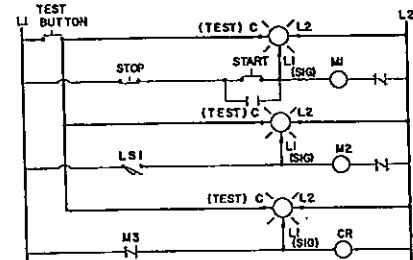 L1 TEST BUTTON (TEST) C L2 L2
L1
STOP START (SIG) M1
(TEST) C L2
L1
LS1 (SIG) M2
(TEST) C L2
L1
M3 (SIG) CR